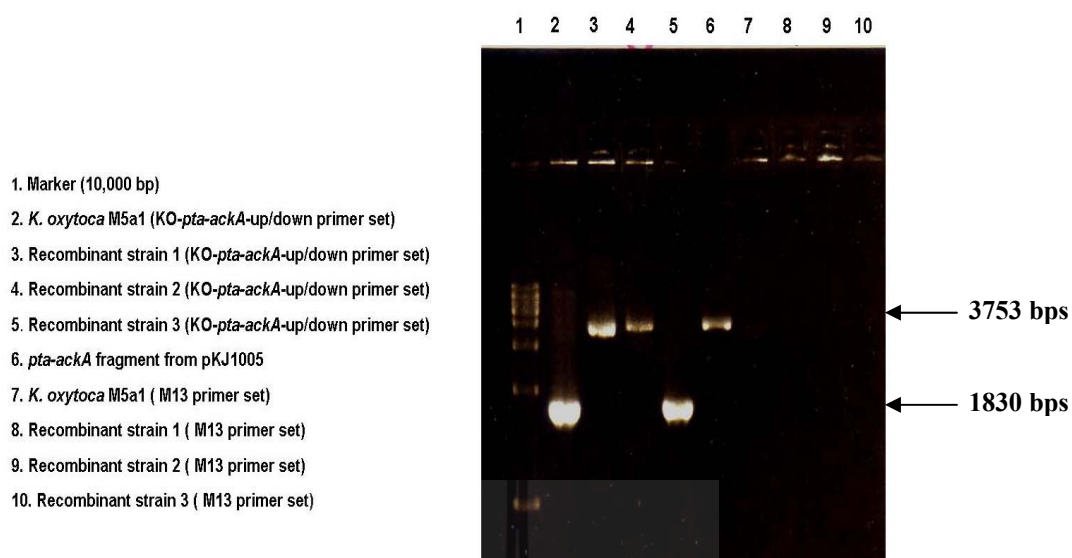 1 2 3 4 5 6 7 8 9 10
1. Marker (10,000 bp)
2. K. oxytoca M5a1 (KO-pta-ackA-up/down primer set)
3. Recombinant strain 1 (KO-pta-ackA-up/down primer set)
4. Recombinant strain 2 (KO-pta-ackA-up/down primer set)
5. Recombinant strain 3 (KO-pta-ackA-up/down primer set)
6. pta-ackA fragment from pKJ1005
7. K. oxytoca M5a1 ( M13 primer set)
8. Recombinant strain 1 ( M13 primer set)
9. Recombinant strain 2 ( M13 primer set)
10. Recombinant strain 3 ( M13 primer set)
3753 bps
1830 bps